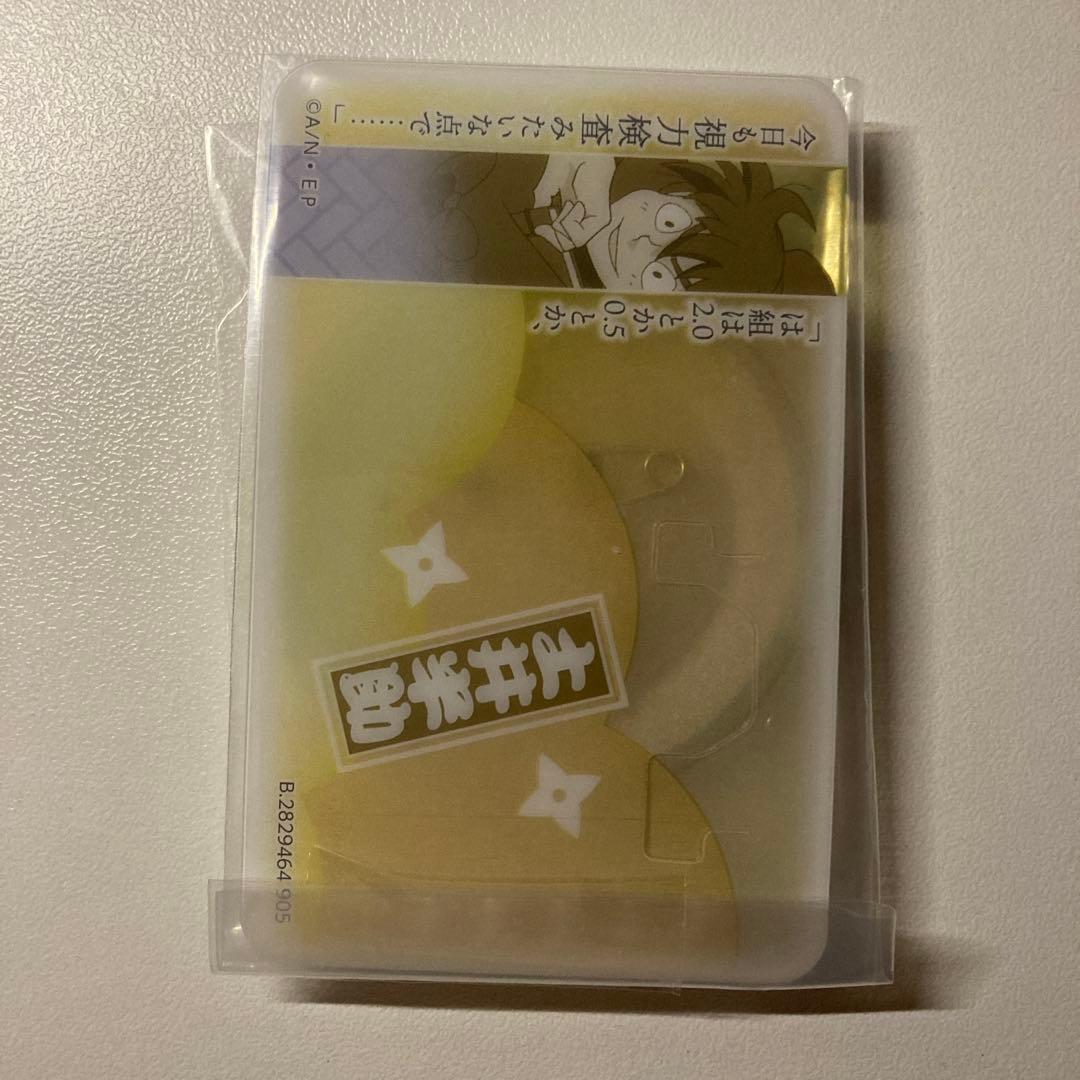 「は組は
2.0
とか
0.5
とか、
今日も視力検査みたいな点で……」
土井半助
©A/N・EP
B.2829464 905